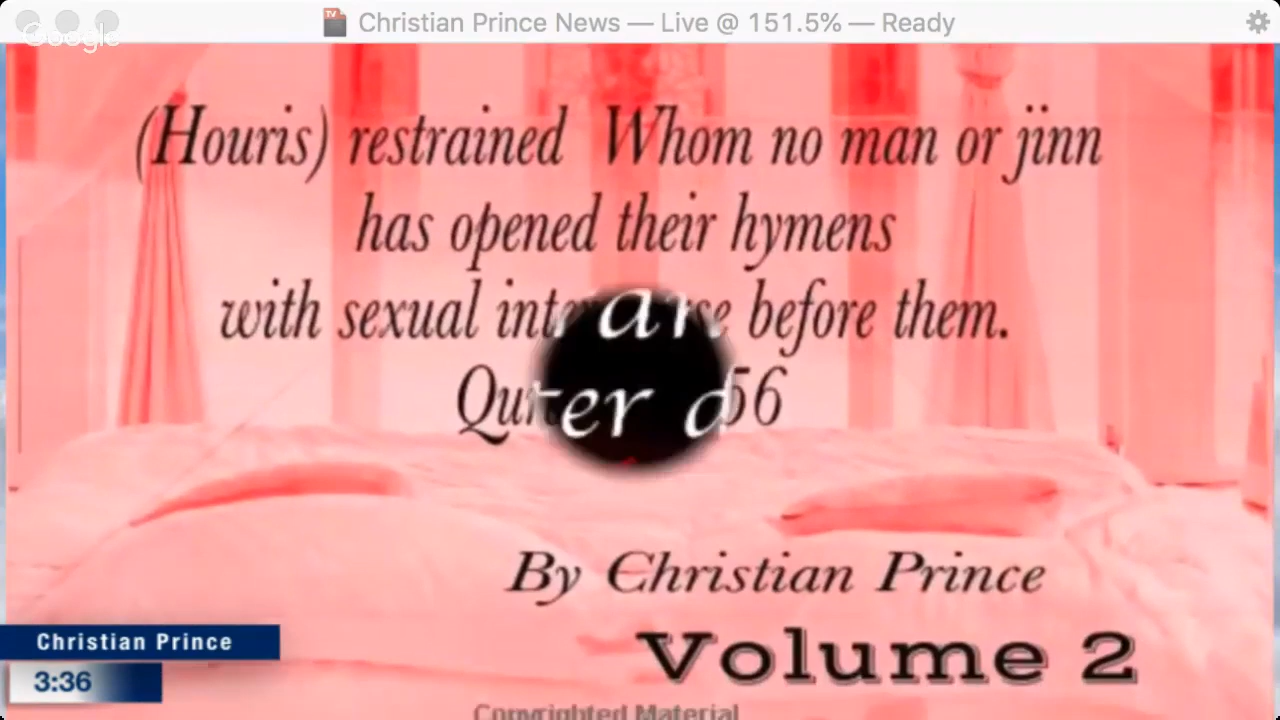 Christian Prince News — Live @ 151.5% — Ready
Google
(Houris) restrained Whom no man or jinn
has opened their hymens
with sexual before them.
56
By Christian Prince
Volume 2
Christian Prince
3:36
Copyrighted Material